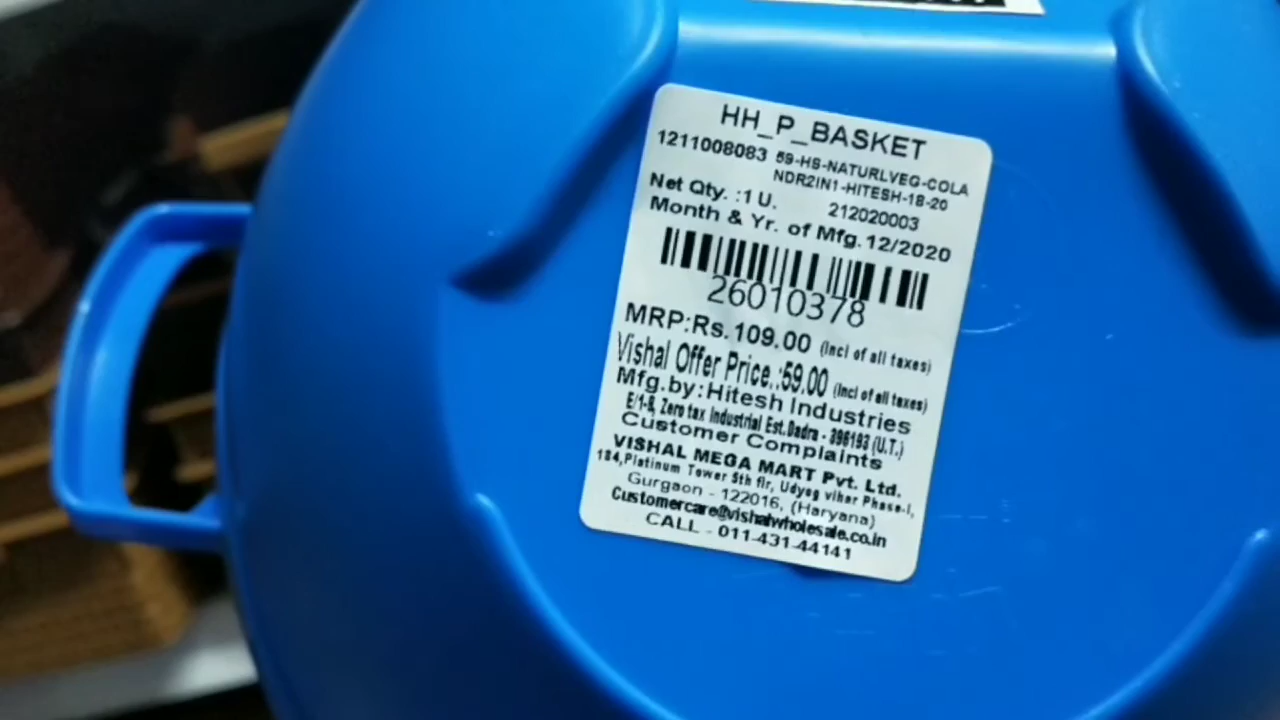 HH_P_BASKET
1211008083 59-HS-NATURLVEG-COLA
NDR2IN1-HITESH-18-20
Net Qty. :1 U. 212020003
Month & Yr. of Mfg.12/2020
26010378
MRP:Rs.109.00 (Incl of all taxes)
Vishal Offer Price.:59.00 (Incl of all taxes)
Mfg.by:Hitesh Industries
E/1-8, Zero tax Industrial Est.Dadra - 396193 (U.T.)
Customer Complaints
VISHAL MEGA MART Pvt. Ltd.
184,Platinum Tower 5th flr, Udyog vihar Phase-I,
Gurgaon - 122016, (Haryana)
Customercare@vishalwholesale.co.in
CALL - 011-431-44141